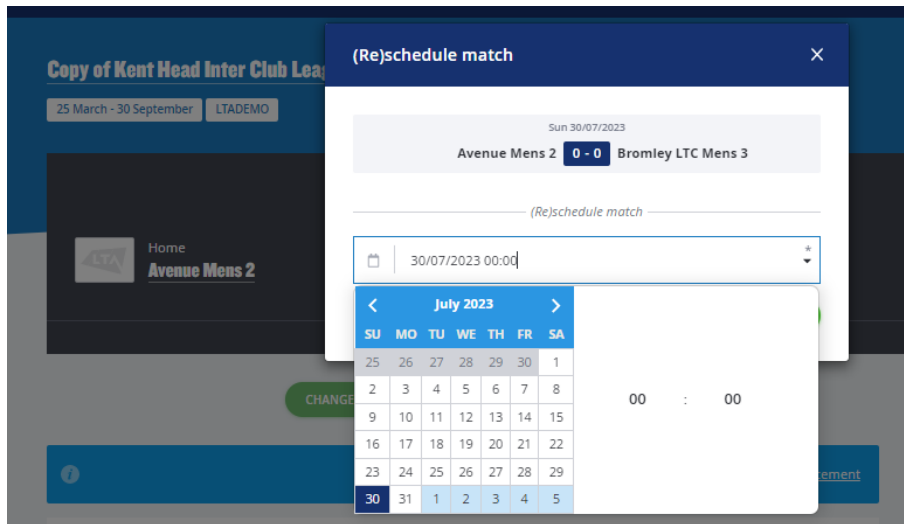 (Re)schedule match
Copy of Kent Head Inter Club Lea
25 March - 30 September LTADEMO
Sun 30/07/2023
Avenue Mens 2 0 - 0 Bromley LTC Mens 3
(Re)schedule match
LTA
Home
Avenue Mens 2
30/07/2023 00:00 *
July 2023
SU MO TU WE TH FR SA
25 26 27 28 29 30 1
2 3 4 5 6 7 8
9 10 11 12 13 14 15
16 17 18 19 20 21 22
23 24 25 26 27 28 29
30 31 1 2 3 4 5
00 : 00
CHANGE